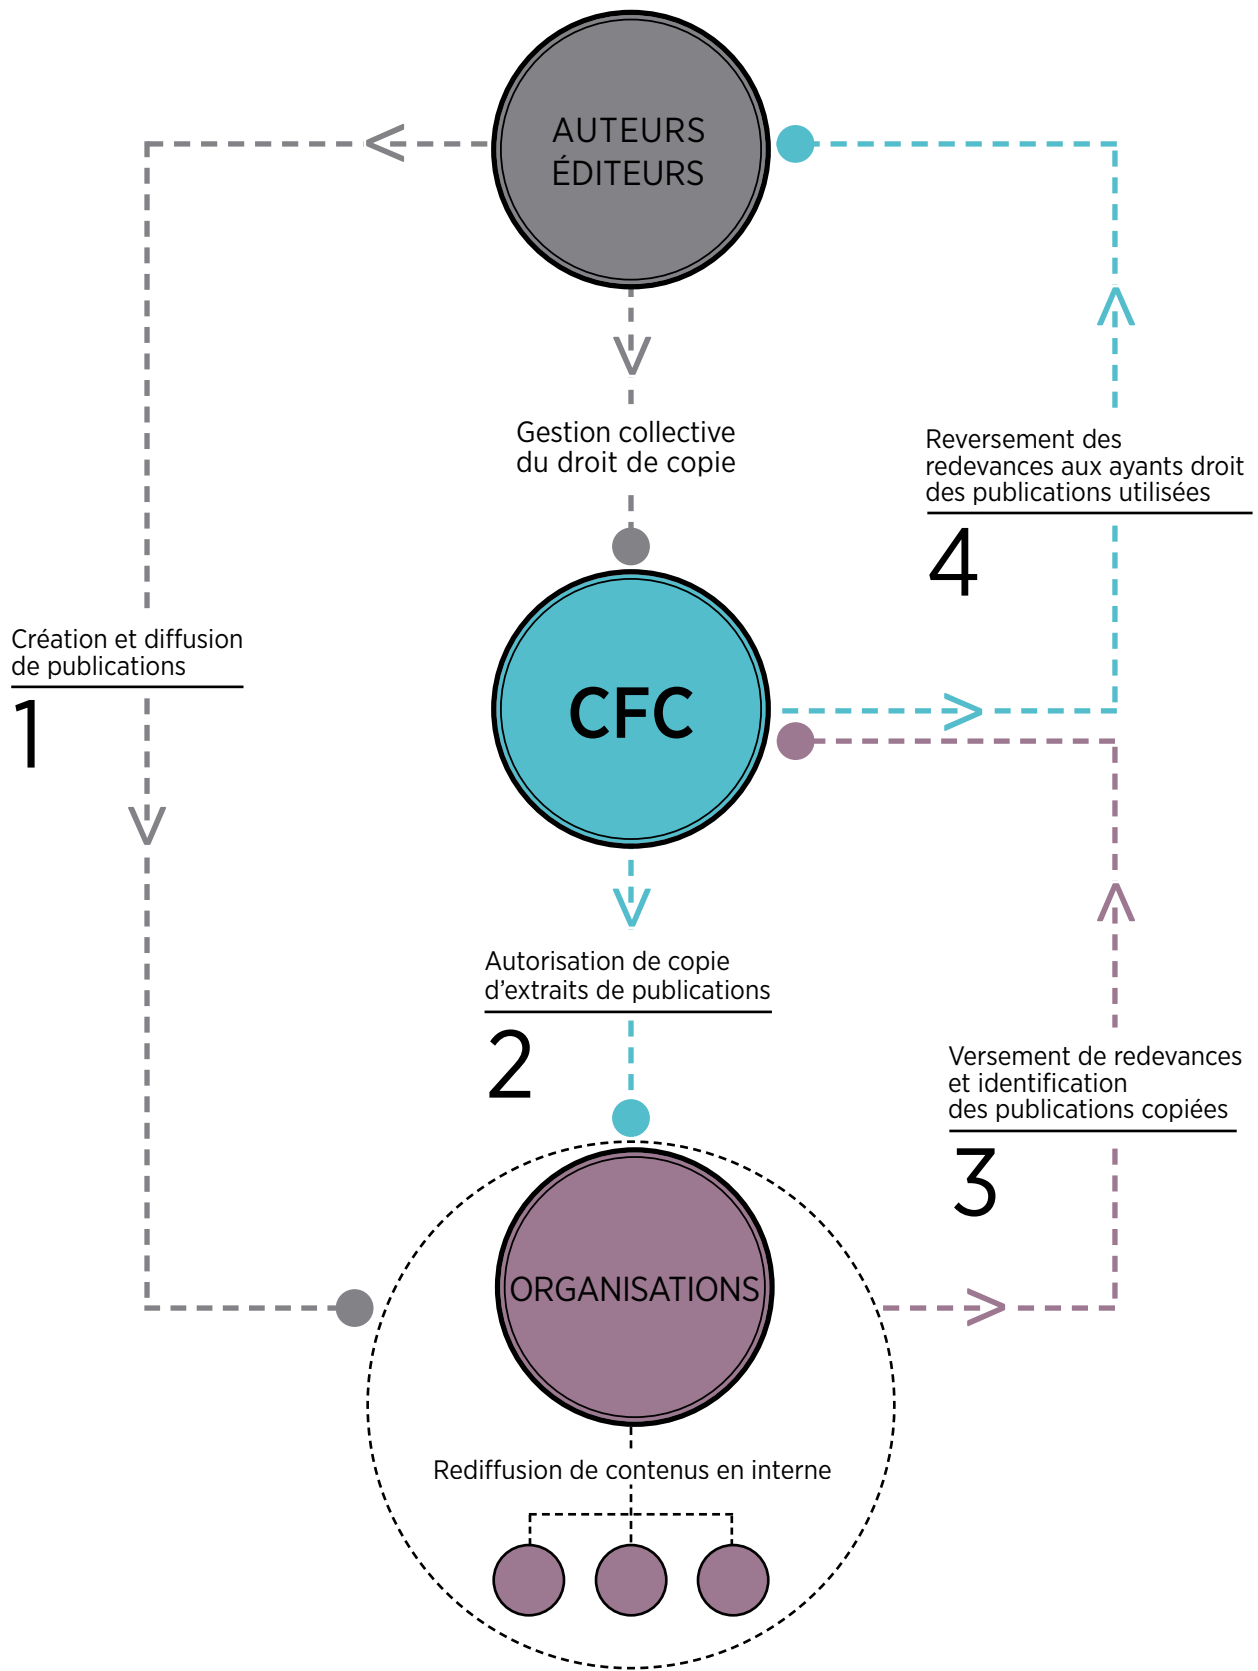 AUTEURS
ÉDITEURS
Gestion collective
du droit de copie
Reversement des
redevances aux ayants droit
des publications utilisées
4
Création et diffusion
de publications
1
CFC
Autorisation de copie
d’extraits de publications
2
Versement de redevances
et identification
des publications copiées
3
ORGANISATIONS
Rediffusion de contenus en interne